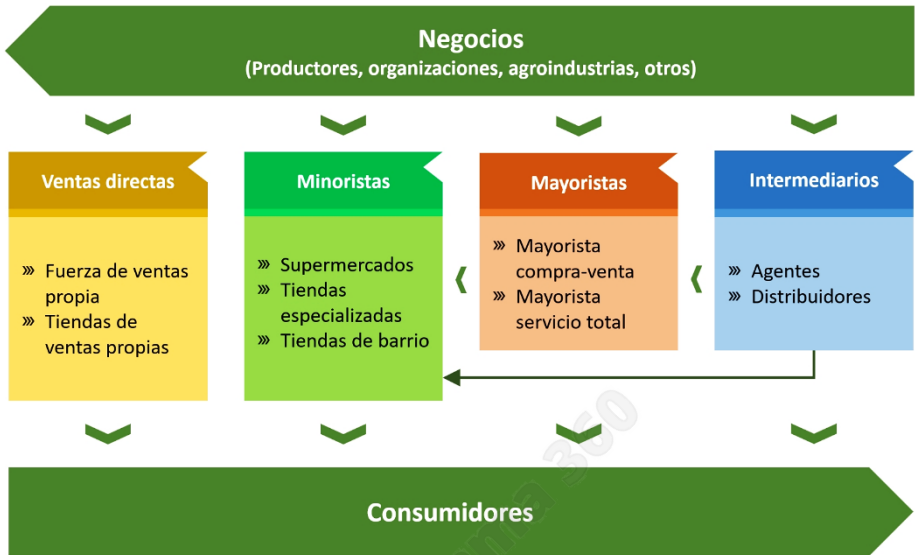 Negocios
(Productores, organizaciones, agroindustrias, otros)
Ventas directas
» Fuerza de ventas
propia
» Tiendas de
ventas propias
Minoristas
» Supermercados
» Tiendas
especializadas
» Tiendas de barrio
Mayoristas
» Mayorista
compra-venta
» Mayorista
servicio total
Intermediarios
» Agentes
» Distribuidores
Consumidores
360